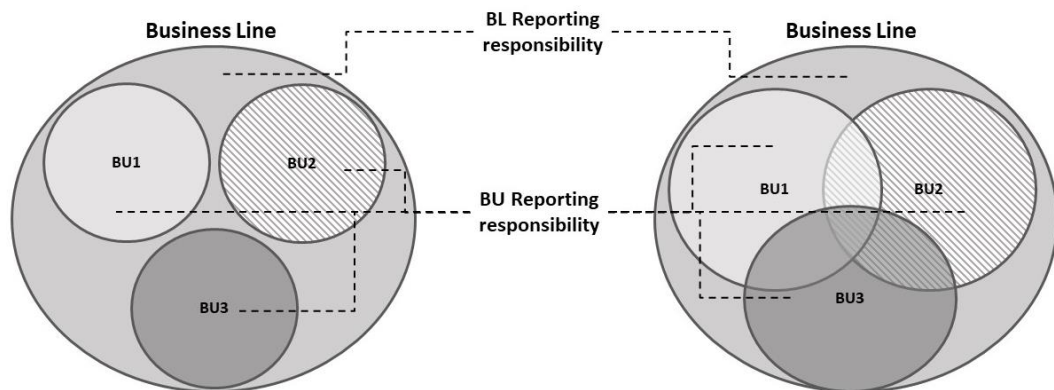 Business Line
BL Reporting
responsibility
Business Line
BU1
BU2
BU3
BU Reporting
responsibility
BU1
BU2
BU3